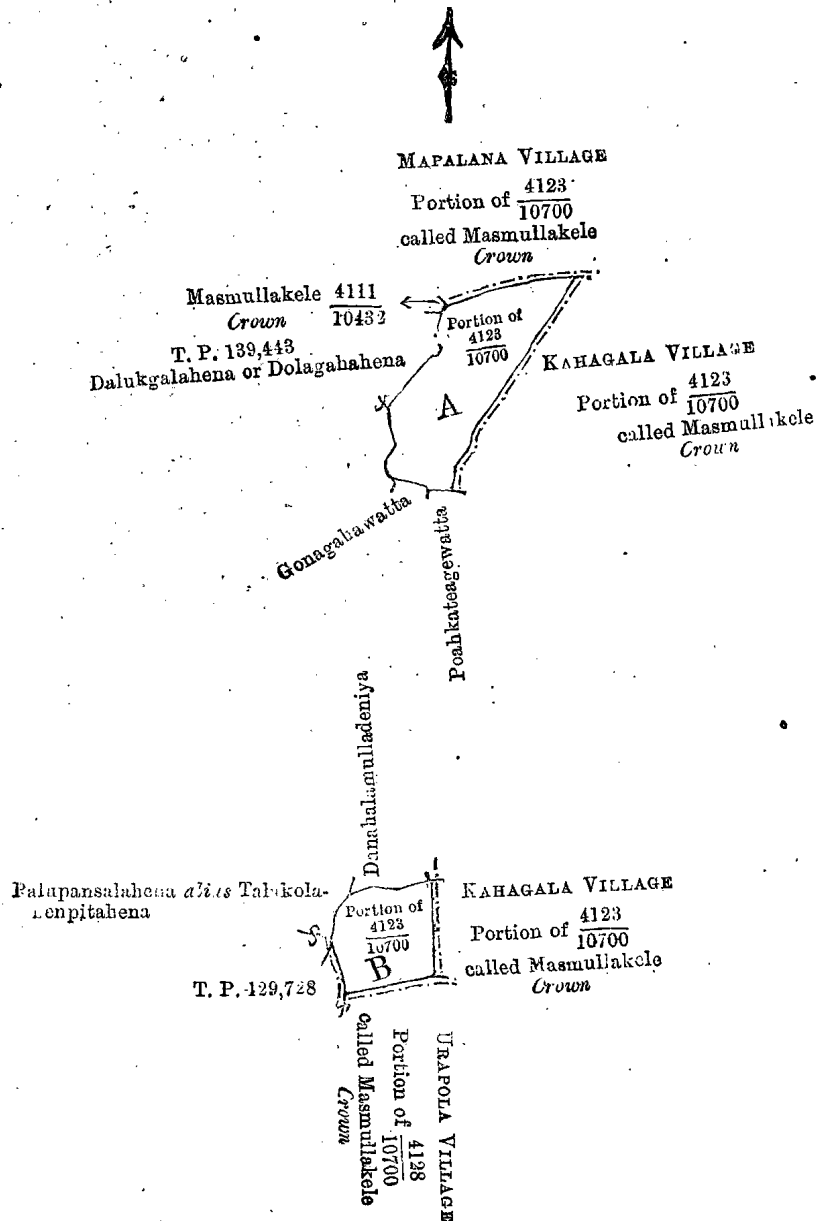 MAPALANA VILLAGE
Portion of 4123/10700
called Masmullakele
Crown
Masmullakele 4111/10432
Crown
T. P. 139,443
Dalukgalahena or Dolagahahena
Portion of
4123/10700
A
KAHAGALA VILLAGE
Portion of 4123/10700
called Masmullakele
Crown
Gonagahawatta
Poahkateagewatta
Danahalamulladeniya
Palapansalahena alias
Portion of
4123/10700
B
T. P. 129,728
KAHAGALA VILLAGE
Portion of 4123/10700
called Masmullakele
Crown
URAPOLA VILLAGE
Portion of 4128/10700
called Masmullakele
Crown